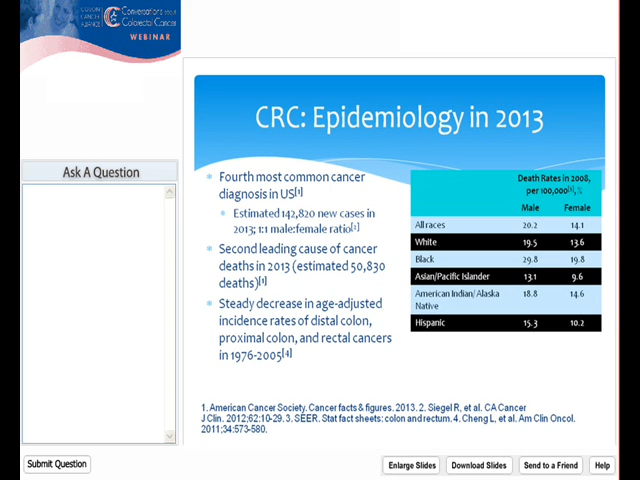 COLON
CANCER
ALLIANCE
Conversations about
Colorectal Cancer
WEBINAR
Ask A Question
Submit Question
CRC: Epidemiology in 2013
Fourth most common cancer
diagnosis in US[1]
Estimated 142,820 new cases in
2013; 1:1 male:female ratio[2]
Second leading cause of cancer
deaths in 2013 (estimated 50,830
deaths)[1]
Steady decrease in age-adjusted
incidence rates of distal colon,
proximal colon, and rectal cancers
in 1976-2005[4]
Death Rates in 2008,
per 100,000[3], %
Male Female
All races 20.2 14.1
White 19.5 13.6
Black 29.8 19.8
Asian/Pacific Islander 13.1 9.6
American Indian/ Alaska
Native 18.8 14.6
Hispanic 15.3 10.2
1. American Cancer Society. Cancer facts & figures. 2013. 2. Siegel R, et al. CA Cancer
J Clin. 2012;62:10-29. 3. SEER. Stat fact sheets: colon and rectum. 4. Cheng L, et al. Am Clin Oncol.
2011;34:573-580.
Enlarge Slides Download Slides Send to a Friend Help